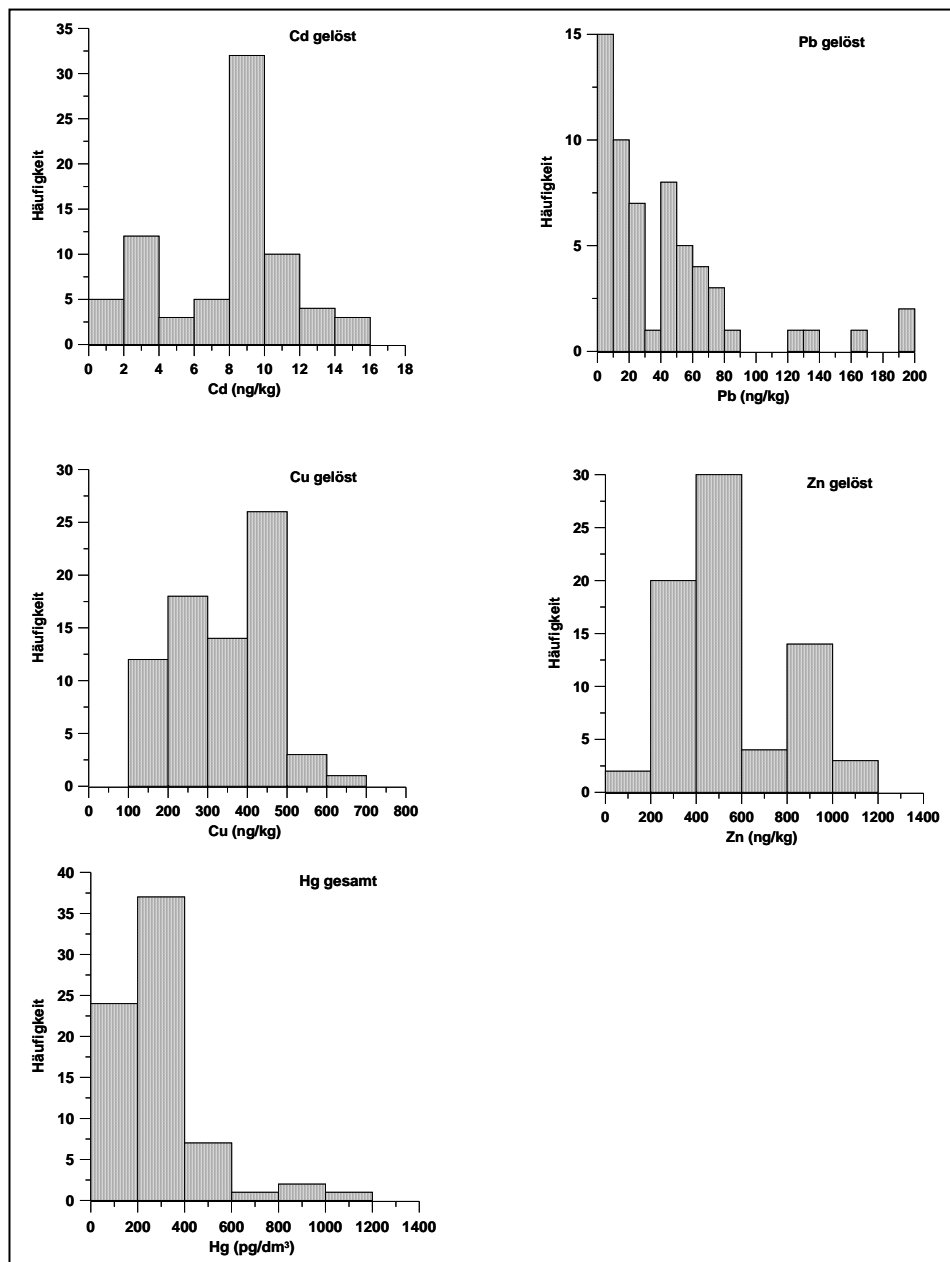 Cd gelöst
35
30
25
20
15
10
5
0
Häufigkeit
0 2 4 6 8 10 12 14 16 18
Cd (ng/kg)
Pb gelöst
15
10
5
0
Häufigkeit
0 20 40 60 80 100 120 140 160 180 200
Pb (ng/kg)
Cu gelöst
30
25
20
15
10
5
0
Häufigkeit
0 100 200 300 400 500 600 700 800
Cu (ng/kg)
Zn gelöst
30
25
20
15
10
5
0
Häufigkeit
0 200 400 600 800 1000 1200 1400
Zn (ng/kg)
Hg gesamt
40
35
30
25
20
15
10
5
0
Häufigkeit
0 200 400 600 800 1000 1200 1400
Hg (pg/dm³)